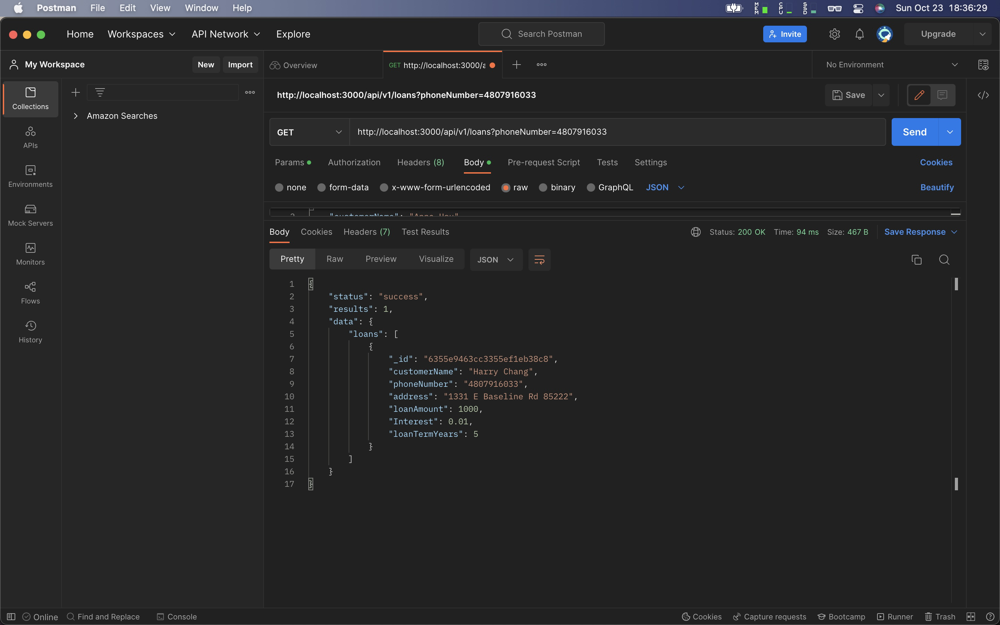 Postman File Edit View Window Help MEM CPU SSD Sun Oct 23 18:36:29
Home Workspaces API Network Explore Search Postman Invite Upgrade
My Workspace New Import Overview GET http://localhost:3000/a No Environment
Collections
APIs
Environments
Mock Servers
Monitors
Flows
History
Amazon Searches
http://localhost:3000/api/v1/loans?phoneNumber=4807916033 Save
GET http://localhost:3000/api/v1/loans?phoneNumber=4807916033 Send
Params Authorization Headers (8) Body Pre-request Script Tests Settings Cookies
none form-data x-www-form-urlencoded raw binary GraphQL JSON Beautify
2 "customerName":
Body Cookies Headers (7) Test Results Status: 200 OK Time: 94 ms Size: 467 B Save Response
Pretty Raw Preview Visualize JSON
1 {
2 "status": "success",
3 "results": 1,
4 "data": {
5 "loans": [
6 {
7 "_id": "6355e9463cc3355ef1eb38c8",
8 "customerName": "Harry Chang",
9 "phoneNumber": "4807916033",
10 "address": "1331 E Baseline Rd 85222",
11 "loanAmount": 1000,
12 "Interest": 0.01,
13 "loanTermYears": 5
14 }
15 ]
16 }
17 }
Online Find and Replace Console Cookies Capture requests Bootcamp Runner Trash